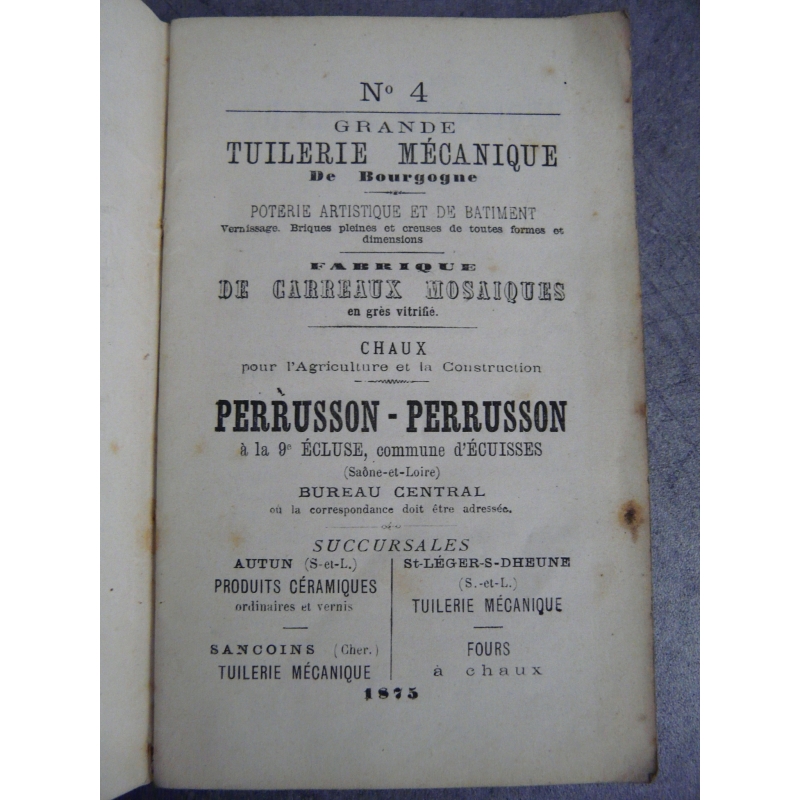 Nº 4
GRANDE
TUILERIE MÉCANIQUE
De Bourgogne
POTERIE ARTISTIQUE ET DE BATIMENT
Vernissage. Briques pleines et creuses de toutes formes et
dimensions
FABRIQUE
DE CARREAUX MOSAIQUES
en grès vitrifié.
CHAUX
pour l'Agriculture et la Construction
PERRUSSON - PERRUSSON
à la 9e ÉCLUSE, commune d'ÉCUISSES
(Saône-et-Loire)
BUREAU CENTRAL
où la correspondance doit être adressée.
SUCCURSALES
AUTUN (S-et-L.)
PRODUITS CÉRAMIQUES
ordinaires et vernis
SANCOINS (Cher.)
TUILERIE MÉCANIQUE
St-LÉGER-S-DHEUNE
(S.-et-L.)
TUILERIE MÉCANIQUE
FOURS
à chaux
1875